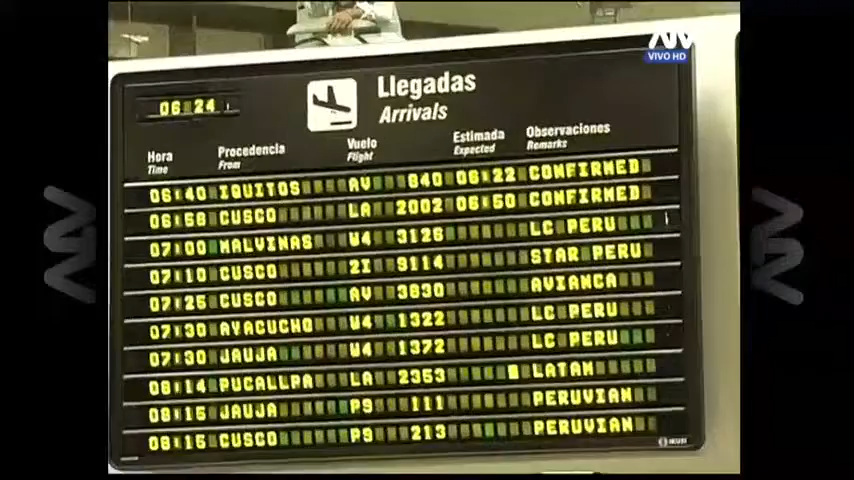 ATV
VIVO HD
06:24
Llegadas
Arrivals
Hora Procedencia Vuelo Estimada Observaciones
Time From Flight Expected Remarks
06:40 IQUITOS AV 840 06:22 CONFIRMED
06:58 CUSCO LA 2002 06:50 CONFIRMED
07:00 MALVINAS W4 3126 LC PERU
07:10 CUSCO 2I 3114 STAR PERU
07:25 CUSCO AV 3830 AVIANCA
07:30 AYACUCHO W4 1322 LC PERU
07:30 JAUJA W4 1372 LC PERU
08:14 PUCALLPA LA 2353 LATAM
08:15 JAUJA P9 111 PERUVIAN
08:15 CUSCO P9 213 PERUVIAN
IKUSI